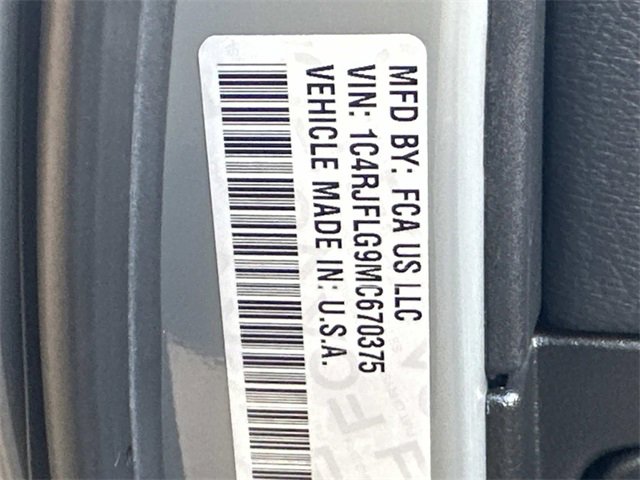 MFD BY: FCA US LLC
VIN: 1C4RJFLG9MC670375
VEHICLE MADE IN: U.S.A.